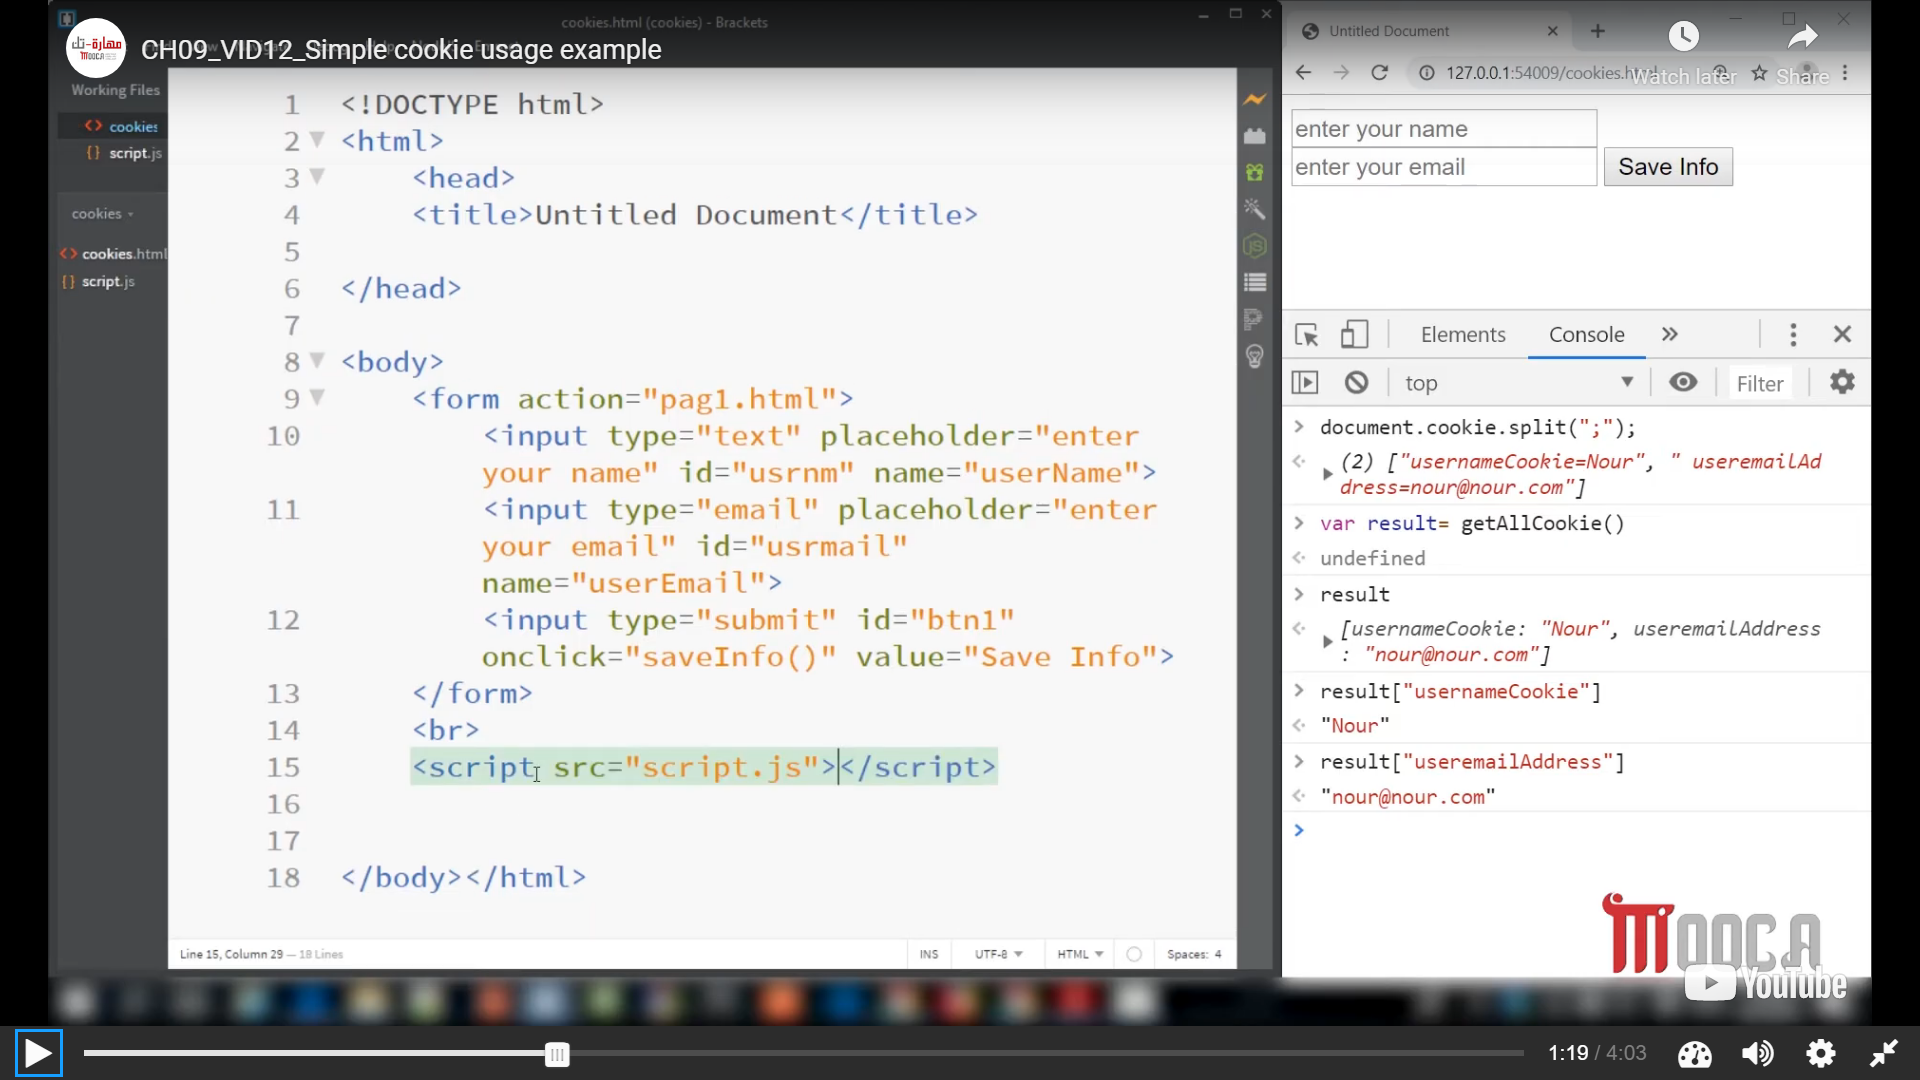 cookies.html (cookies) - Brackets
CH09_VID12_Simple cookie usage example
مهارة-تك
MOOCA
Working Files
cookies
script.js
cookies
cookies.html
script.js
1 <!DOCTYPE html>
2 <html>
3 <head>
4 <title>Untitled Document</title>
5
6 </head>
7
8 <body>
9 <form action="pag1.html">
10 <input type="text" placeholder="enter
your name" id="usrnm" name="userName">
11 <input type="email" placeholder="enter
your email" id="usrmail"
name="userEmail">
12 <input type="submit" id="btn1"
onclick="saveInfo()" value="Save Info">
13 </form>
14 <br>
15 <script src="script.js"></script>
16
17
18 </body></html>
Line 15, Column 29 — 18 Lines
INS UTF-8 HTML Spaces: 4
Untitled Document
127.0.0.1:54009/cookies.html
Watch later
Share
enter your name
enter your email
Save Info
Elements Console
top Filter
document.cookie.split(";");
(2) ["usernameCookie=Nour", " useremailAd
dress=nour@nour.com"]
var result= getAllCookie()
undefined
result
[usernameCookie: "Nour", useremailAddress
: "nour@nour.com"]
result["usernameCookie"]
"Nour"
result["useremailAddress"]
"nour@nour.com"
MOOCA
YouTube
1:19 / 4:03